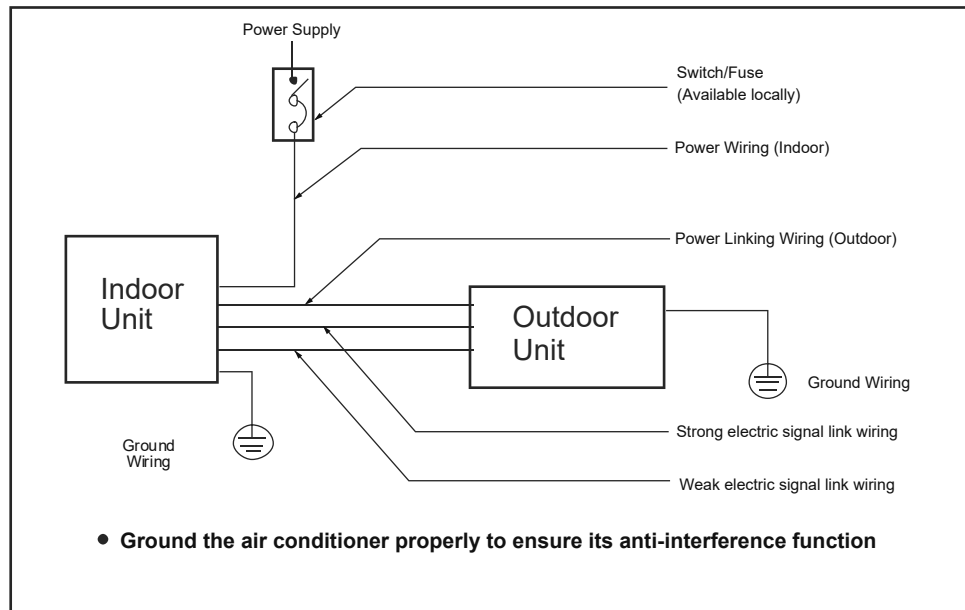 Power Supply
Switch/Fuse
(Available locally)
Power Wiring (Indoor)
Power Linking Wiring (Outdoor)
Indoor
Unit
Outdoor
Unit
Ground Wiring
Ground
Wiring
Strong electric signal link wiring
Weak electric signal link wiring
● Ground the air conditioner properly to ensure its anti-interference function